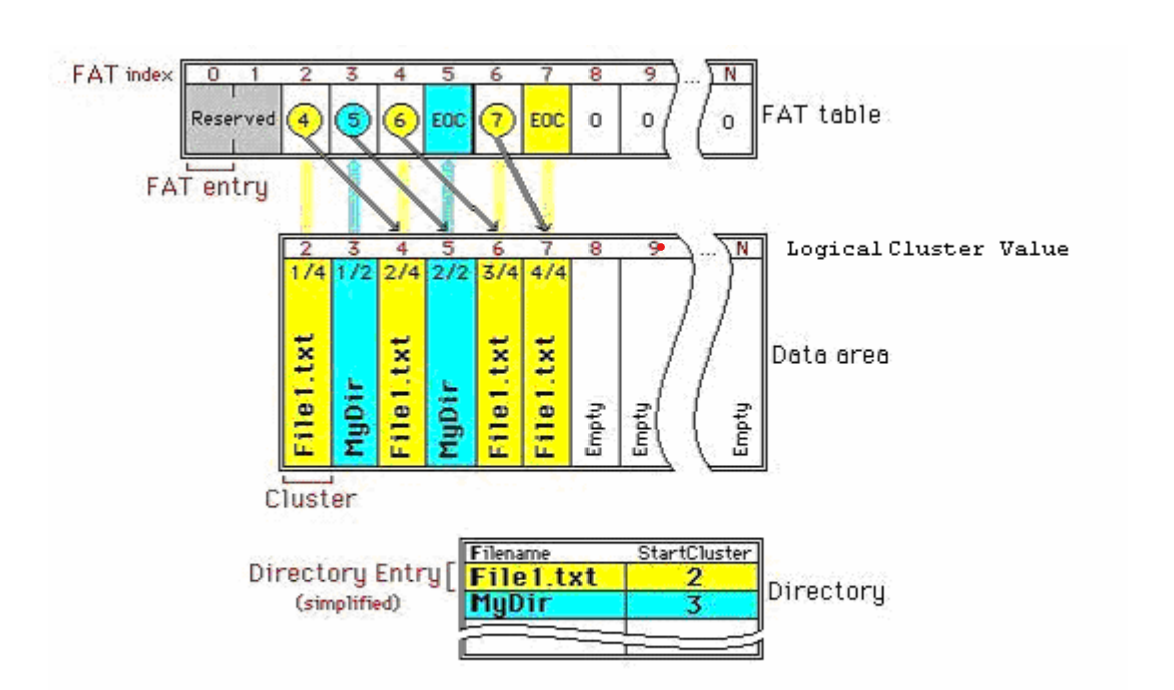 FAT index 0 1 2 3 4 5 6 7 8 9 ... N
Reserved 4 5 6 EOC 7 EOC 0 0 0 FAT table
FAT entry
2 3 4 5 6 7 8 9 ... N Logical Cluster Value
1/4 1/2 2/4 2/2 3/4 4/4
File1.txt MyDir File1.txt MyDir File1.txt File1.txt Empty Empty Empty
Data area
Cluster
Filename StartCluster
Directory Entry File1.txt 2
(simplified) MyDir 3
Directory